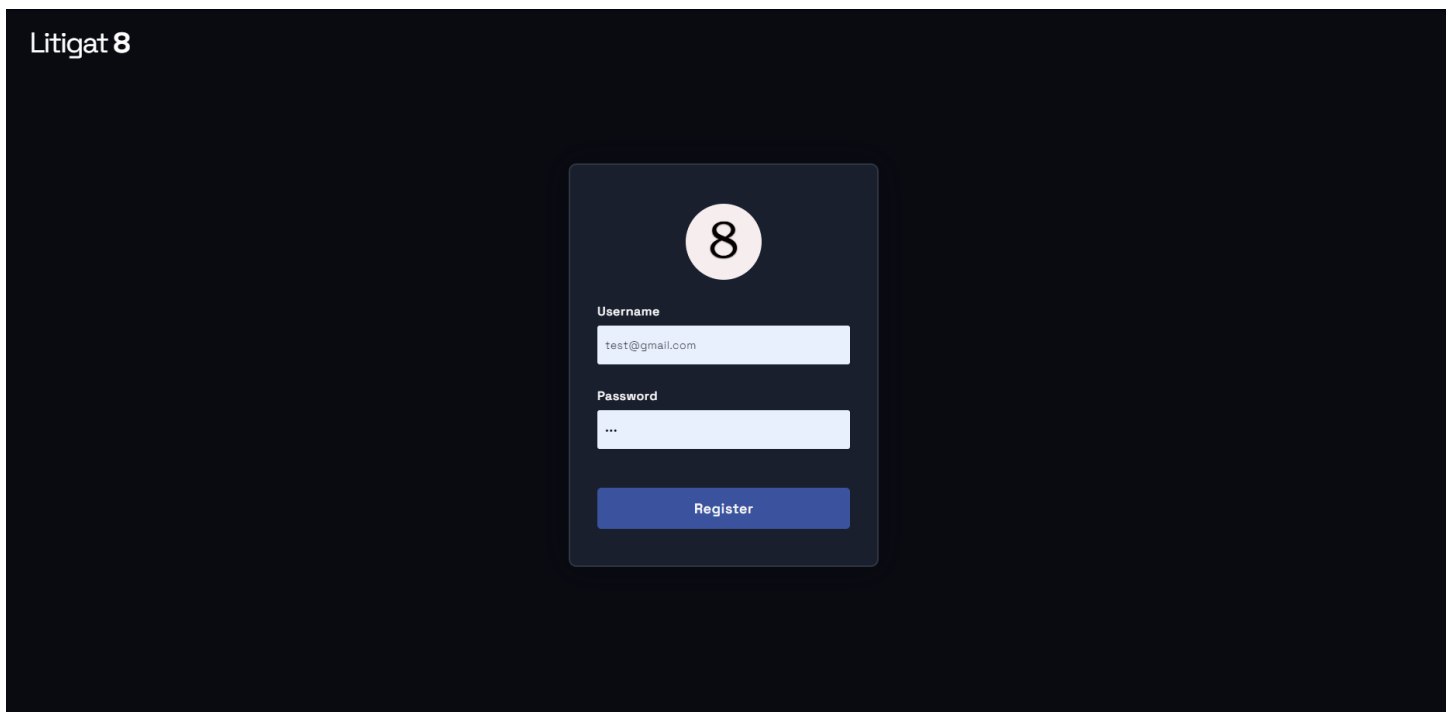 Litigat 8
8
Username
test@gmail.com
Password
•••
Register